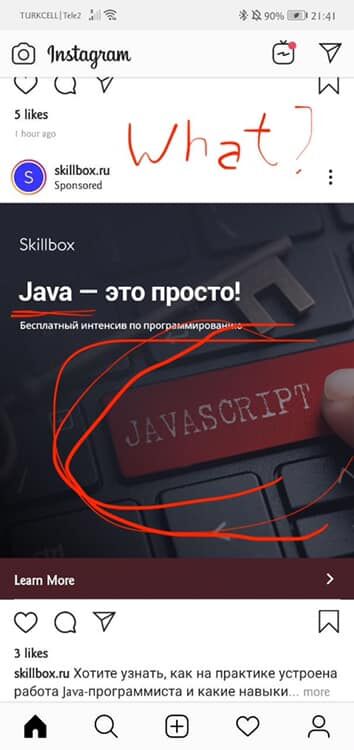 TURKCELL | Tele2
90%
21:41
Instagram
5 likes
1 hour ago
What?
S
skillbox.ru
Sponsored
Skillbox
Java — это просто!
Бесплатный интенсив по программированию
JAVASCRIPT
Learn More
3 likes
skillbox.ru Хотите узнать, как на практике устроена
работа Java-программиста и какие навыки... more